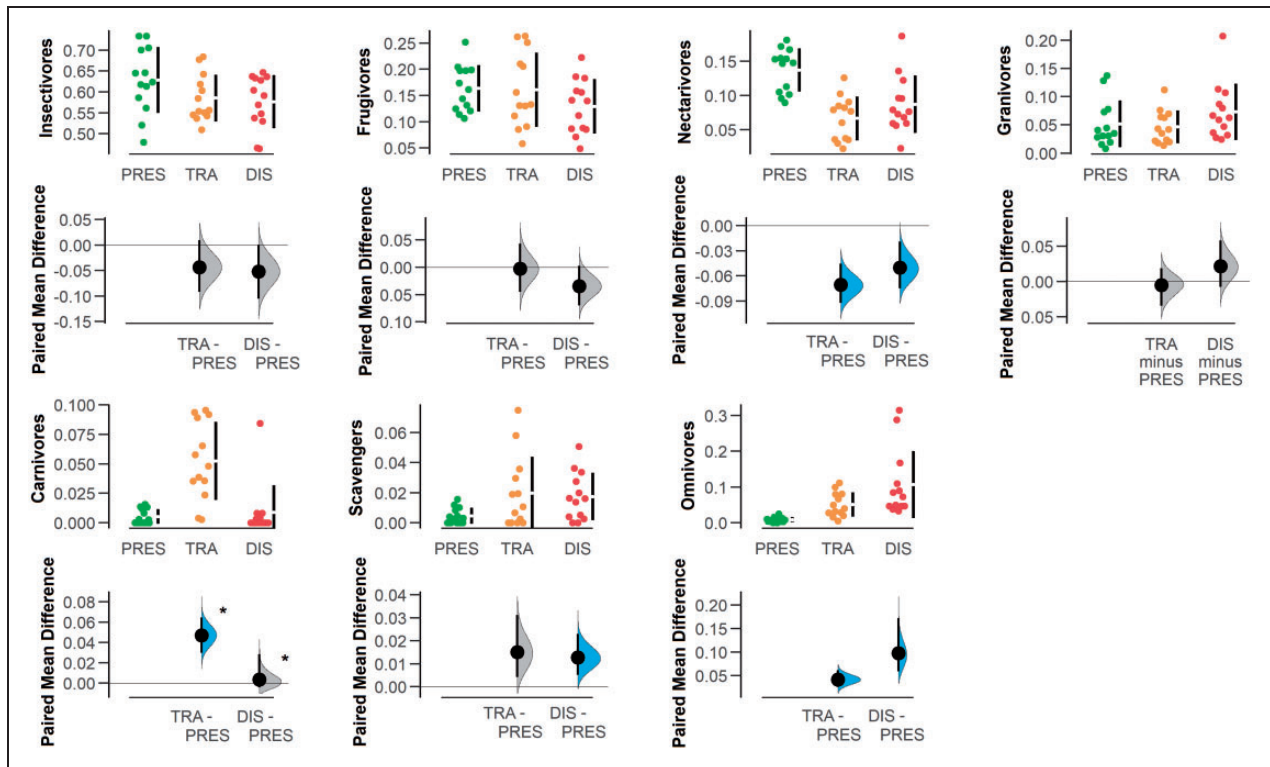 Insectivores
0.70
0.65
0.60
0.55
0.50
PRES TRA DIS
Frugivores
0.25
0.20
0.15
0.10
0.05
PRES TRA DIS
Nectarivores
0.15
0.10
0.05
PRES TRA DIS
Granivores
0.20
0.15
0.10
0.05
0.00
PRES TRA DIS
Paired Mean Difference
0.05
0.00
-0.05
-0.10
-0.15
TRA - DIS -
PRES PRES
Paired Mean Difference
0.05
0.00
0.05
0.10
TRA - DIS -
PRES PRES
Paired Mean Difference
0.00
-0.03
-0.06
-0.09
TRA - DIS -
PRES PRES
Paired Mean Difference
0.05
0.00
0.05
TRA DIS
minus minus
PRES PRES
Carnivores
0.100
0.075
0.050
0.025
0.000
PRES TRA DIS
Scavengers
0.06
0.04
0.02
0.00
PRES TRA DIS
Omnivores
0.3
0.2
0.1
0.0
PRES TRA DIS
Paired Mean Difference
0.08
0.06
0.04
0.02
0.00
* *
TRA - DIS -
PRES PRES
Paired Mean Difference
0.04
0.03
0.02
0.01
0.00
TRA - DIS -
PRES PRES
Paired Mean Difference
0.20
0.15
0.10
0.05
TRA - DIS -
PRES PRES